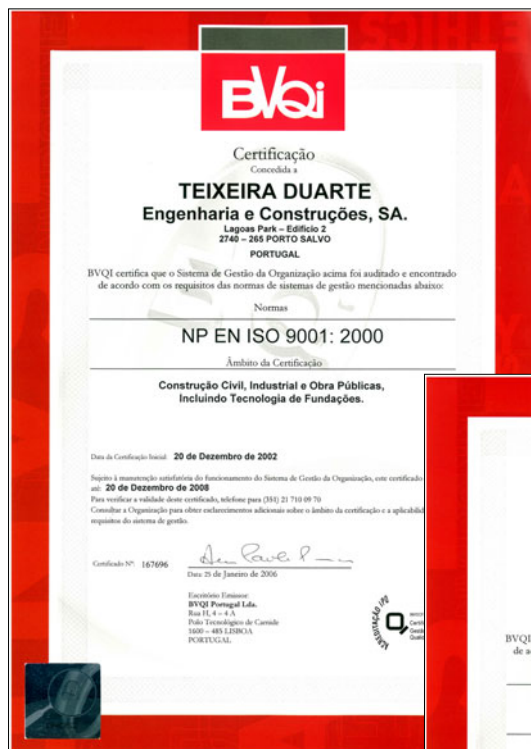 BVQi
Certificação
Concedida a
TEIXEIRA DUARTE
Engenharia e Construções, SA.
Lagoas Park – Edifício 2
2740 – 265 PORTO SALVO
PORTUGAL
BVQI certifica que o Sistema de Gestão da Organização acima foi auditado e encontrado
de acordo com os requisitos das normas de sistemas de gestão mencionadas abaixo:
Normas
NP EN ISO 9001: 2000
Âmbito da Certificação
Construção Civil, Industrial e Obra Públicas,
Incluindo Tecnologia de Fundações.
Data da Certificação Inicial: 20 de Dezembro de 2002
Sujeito à manutenção satisfatória do funcionamento do Sistema de Gestão da Organização, este certificado
até: 20 de Dezembro de 2008
Para verificar a validade deste certificado, telefone para (351) 21 710 09 70
Consultar a Organização para obter esclarecimentos adicionais sobre o âmbito da certificação e a aplicabilid
requisitos do sistema de gestão.
Certificado Nº: 167696
Data: 25 de Janeiro de 2006
Escritório Emissor:
BVQI Portugal Lda.
Rua H, 4 – 4 A
Polo Tecnológico de Carnide
1600 – 485 LISBOA
PORTUGAL
ACREDITAÇÃO IPQ
BVQI
de a